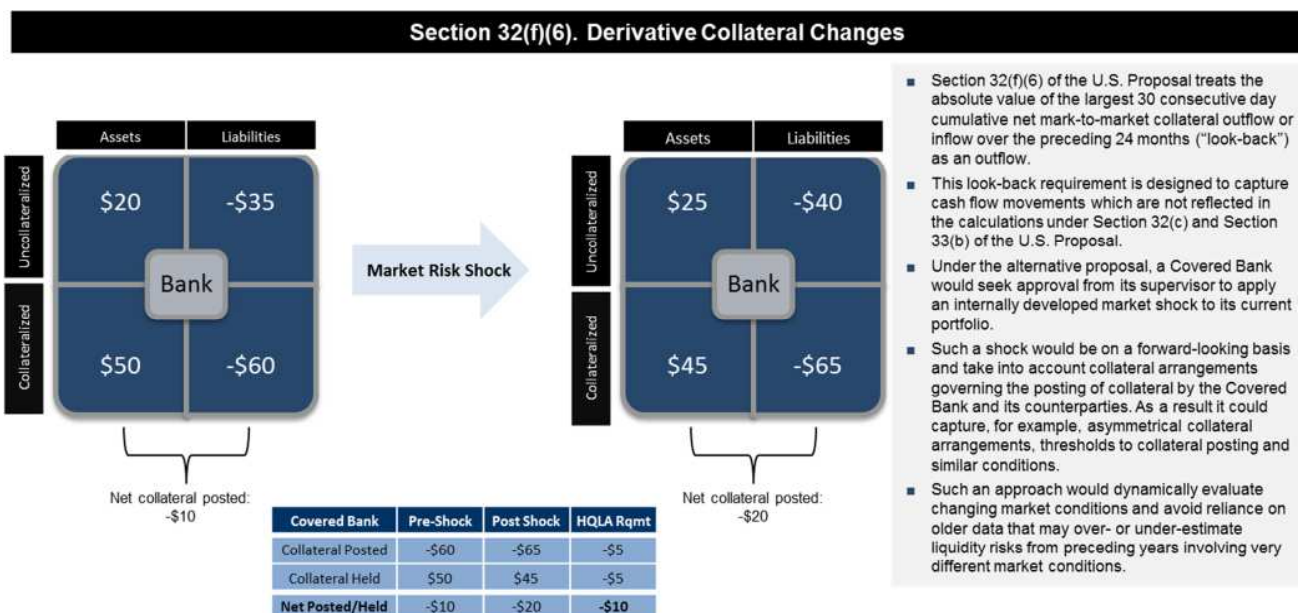 Section 32(f)(6). Derivative Collateral Changes
Assets
Liabilities
Uncollateralized
Collateralized
$20
-$35
Bank
$50
-$60
Net collateral posted:
-$10
Market Risk Shock
Assets
Liabilities
Uncollateralized
Collateralized
$25
-$40
Bank
$45
-$65
Net collateral posted:
-$20
Covered Bank Pre-Shock Post Shock HQLA Rqmt
Collateral Posted -$60 -$65 -$5
Collateral Held $50 $45 -$5
Net Posted/Held -$10 -$20 -$10
■ Section 32(f)(6) of the U.S. Proposal treats the
absolute value of the largest 30 consecutive day
cumulative net mark-to-market collateral outflow or
inflow over the preceding 24 months (“look-back”)
as an outflow.
■ This look-back requirement is designed to capture
cash flow movements which are not reflected in
the calculations under Section 32(c) and Section
33(b) of the U.S. Proposal.
■ Under the alternative proposal, a Covered Bank
would seek approval from its supervisor to apply
an internally developed market shock to its current
portfolio.
■ Such a shock would be on a forward-looking basis
and take into account collateral arrangements
governing the posting of collateral by the Covered
Bank and its counterparties. As a result it could
capture, for example, asymmetrical collateral
arrangements, thresholds to collateral posting and
similar conditions.
■ Such an approach would dynamically evaluate
changing market conditions and avoid reliance on
older data that may over- or under-estimate
liquidity risks from preceding years involving very
different market conditions.